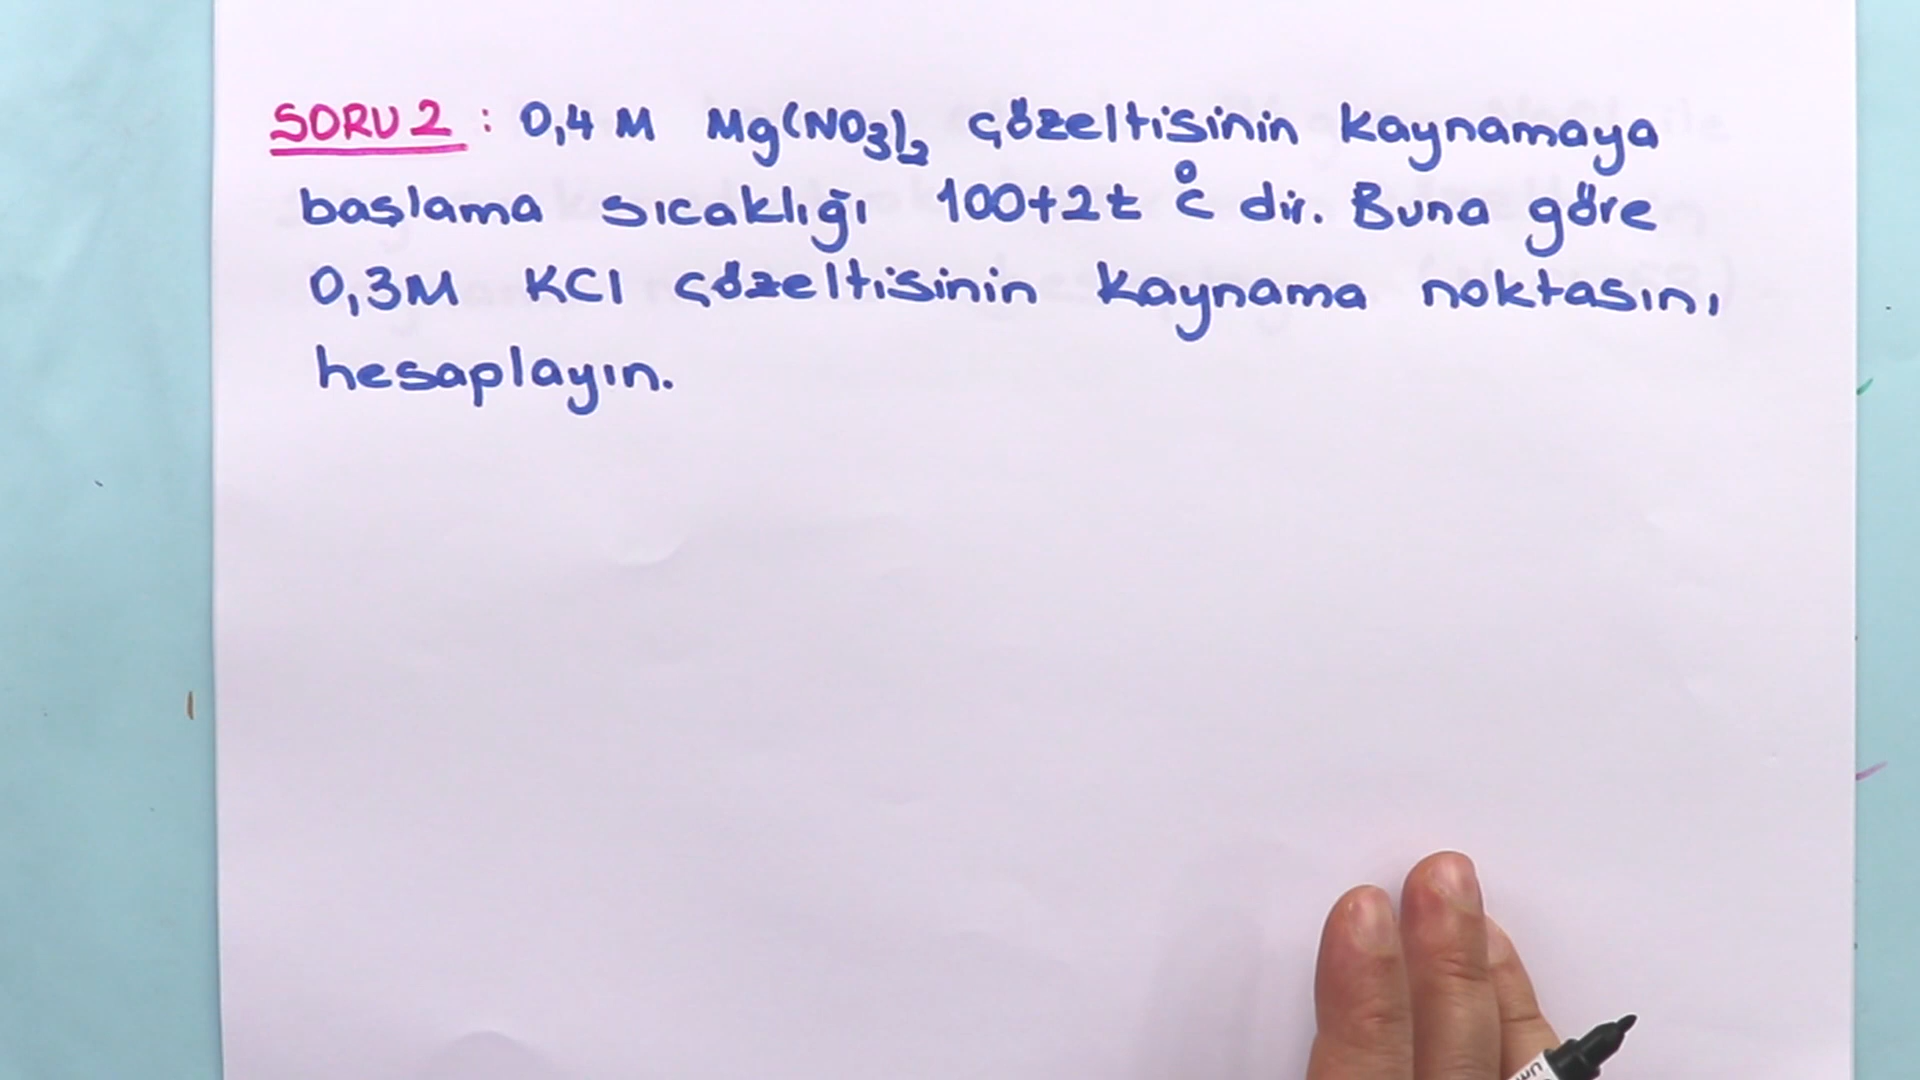 SORU 2 : 0,4 M Mg(NO3)2 çözeltisinin kaynamaya
başlama sıcaklığı 100+2t °C dir. Buna göre
0,3M KCl çözeltisinin kaynama noktasını
hesaplayın.